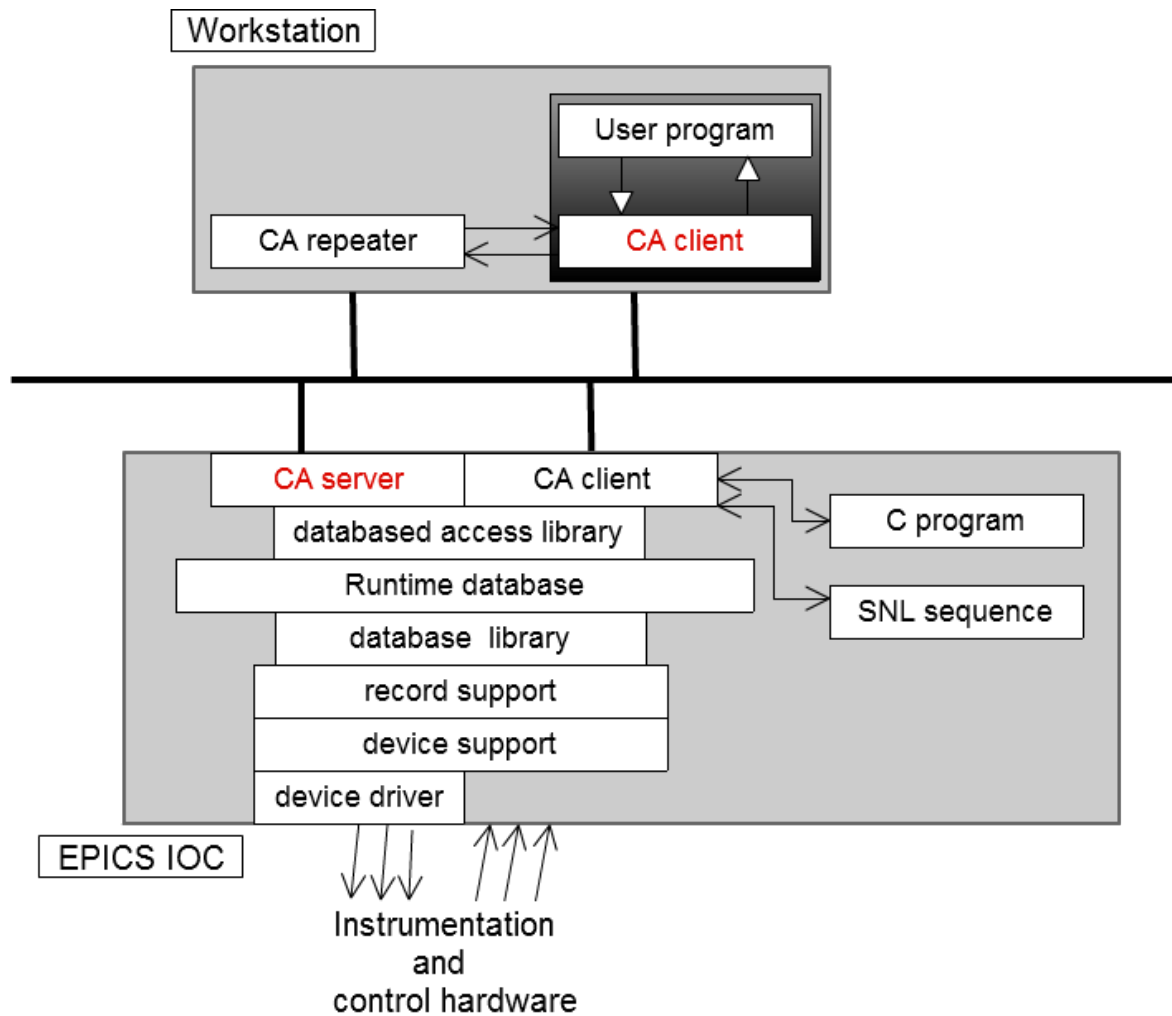 Workstation
User program
CA repeater
CA client
CA server
CA client
databased access library
C program
Runtime database
SNL sequence
database library
record support
device support
device driver
EPICS IOC
Instrumentation
and
control hardware